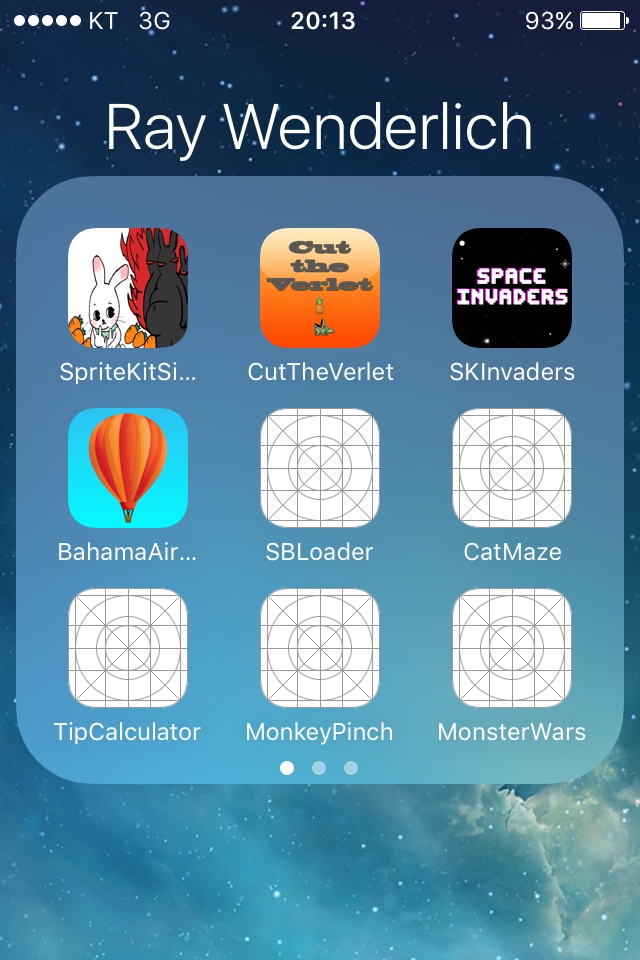 KT 3G 20:13 93%
Ray Wenderlich
Cut
the
Verlet
SPACE
INVADERS
SpriteKitSi... CutTheVerlet SKInvaders
BahamaAir... SBLoader CatMaze
TipCalculator MonkeyPinch MonsterWars